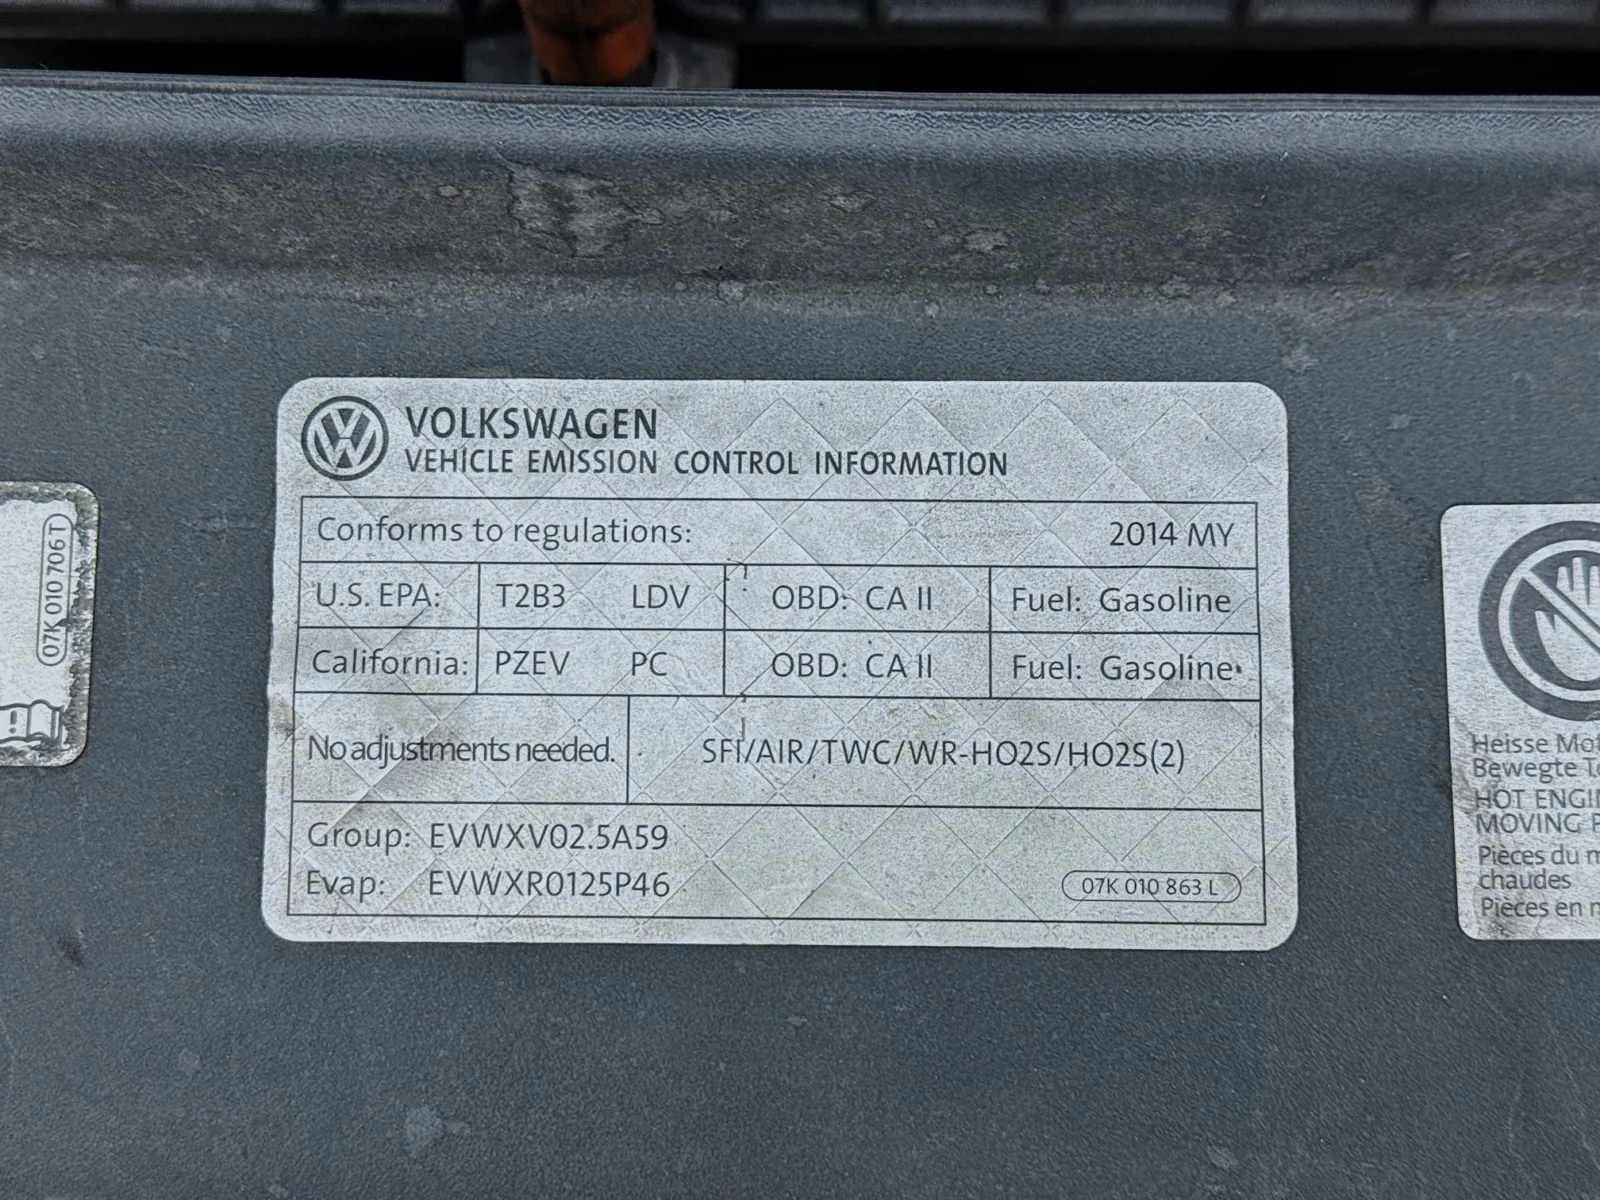 VOLKSWAGEN
VEHICLE EMISSION CONTROL INFORMATION
Conforms to regulations: 2014 MY
U.S. EPA: T2B3 LDV OBD: CA II Fuel: Gasoline
California: PZEV PC OBD: CA II Fuel: Gasoline
No adjustments needed. SFI/AIR/TWC/WR-HO2S/HO2S(2)
Group: EVWXV02.5A59
Evap: EVWXR0125P46
07K 010 863 L
07K 010 706 T
Heisse
Bewegte
HOT
MOVING
Pièces du
chaudes
Pièces en